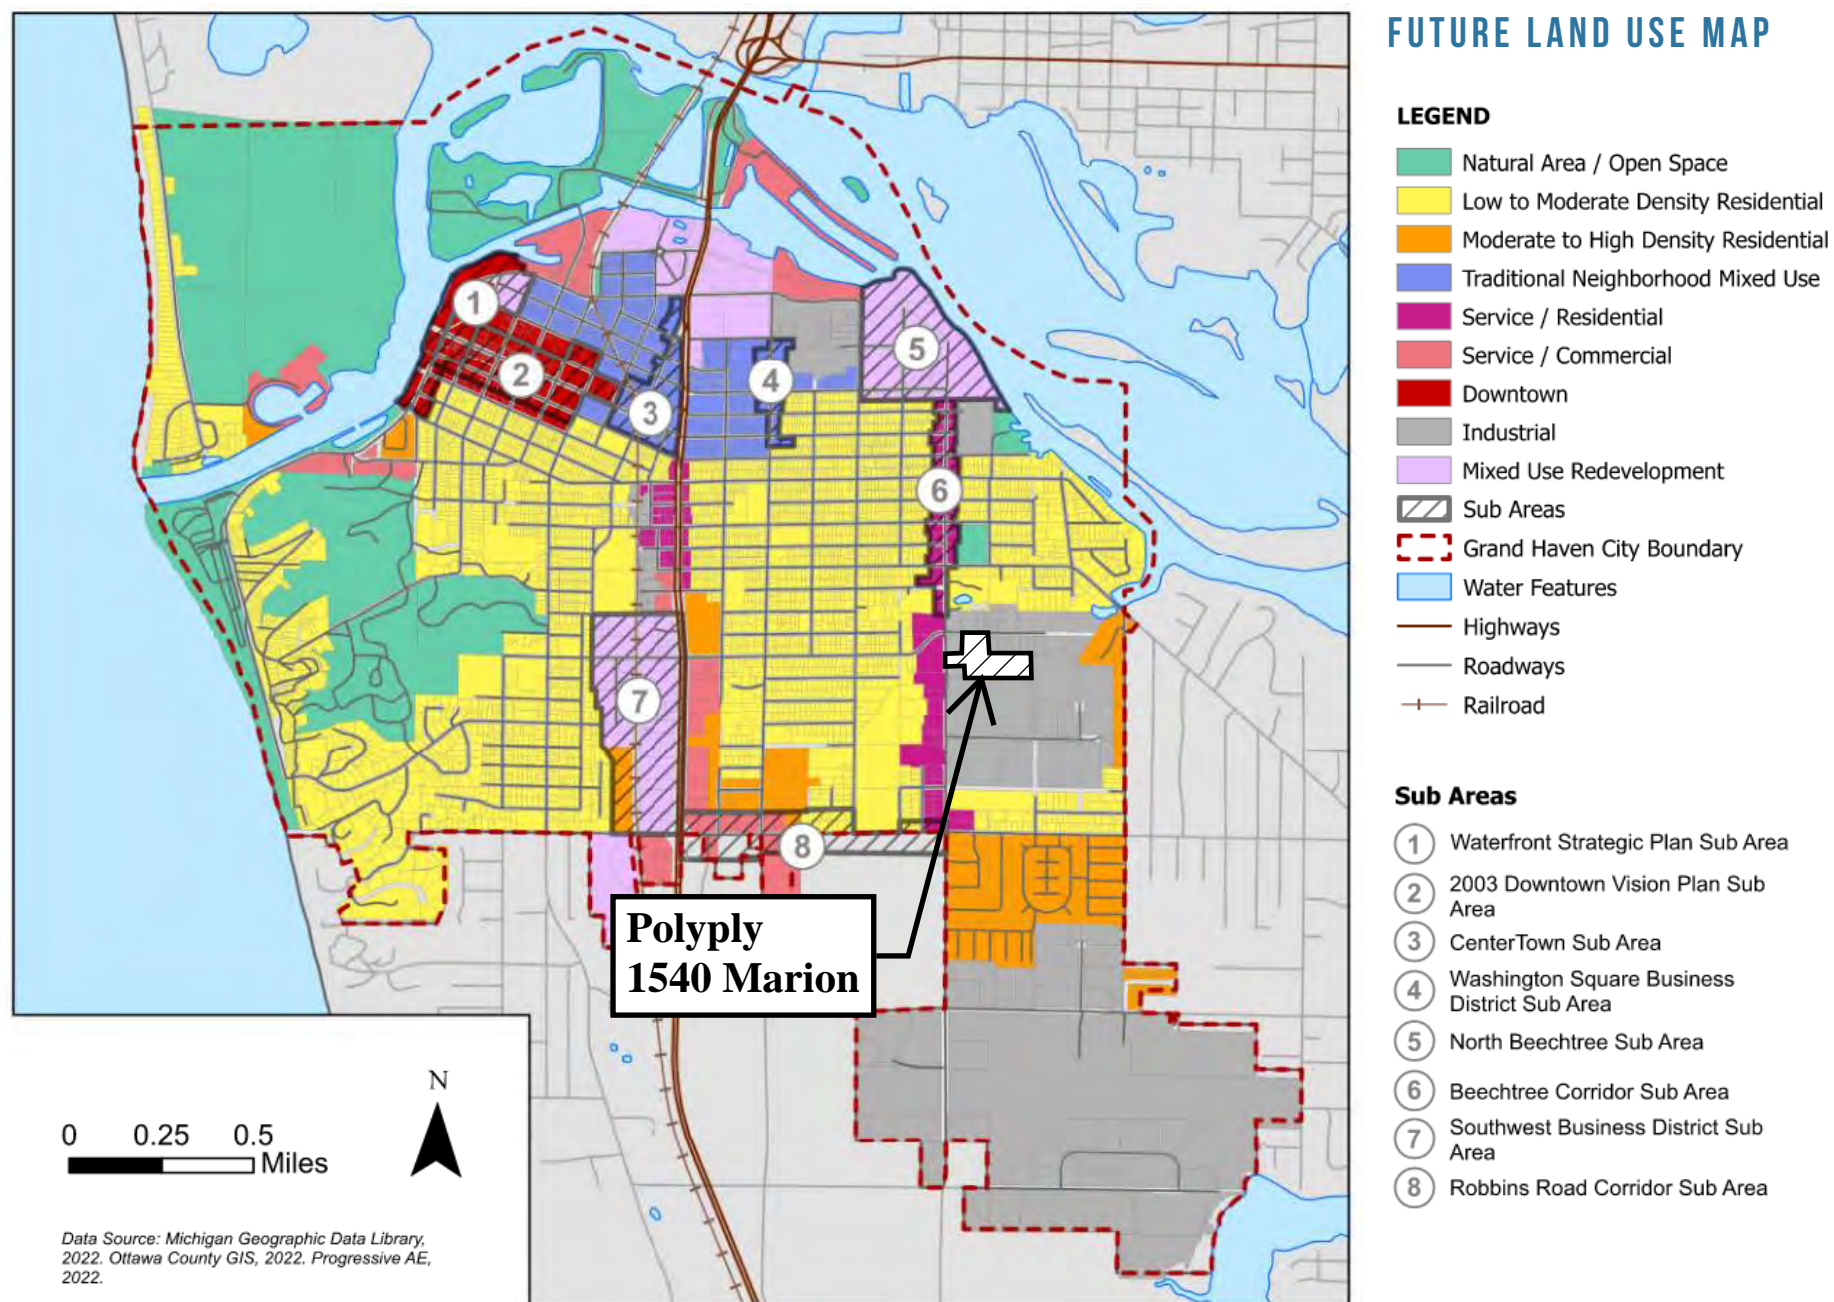 FUTURE LAND USE MAP
LEGEND
Natural Area / Open Space
Low to Moderate Density Residential
Moderate to High Density Residential
Traditional Neighborhood Mixed Use
Service / Residential
Service / Commercial
Downtown
Industrial
Mixed Use Redevelopment
Sub Areas
Grand Haven City Boundary
Water Features
Highways
Roadways
Railroad
Sub Areas
1 Waterfront Strategic Plan Sub Area
2 2003 Downtown Vision Plan Sub
Area
3 CenterTown Sub Area
4 Washington Square Business
District Sub Area
5 North Beechtree Sub Area
6 Beechtree Corridor Sub Area
7 Southwest Business District Sub
Area
8 Robbins Road Corridor Sub Area
1
2
3
4
5
6
7
8
Polyply
1540 Marion
N
0 0.25 0.5
Miles
Data Source: Michigan Geographic Data Library,
2022. Ottawa County GIS, 2022. Progressive AE,
2022.